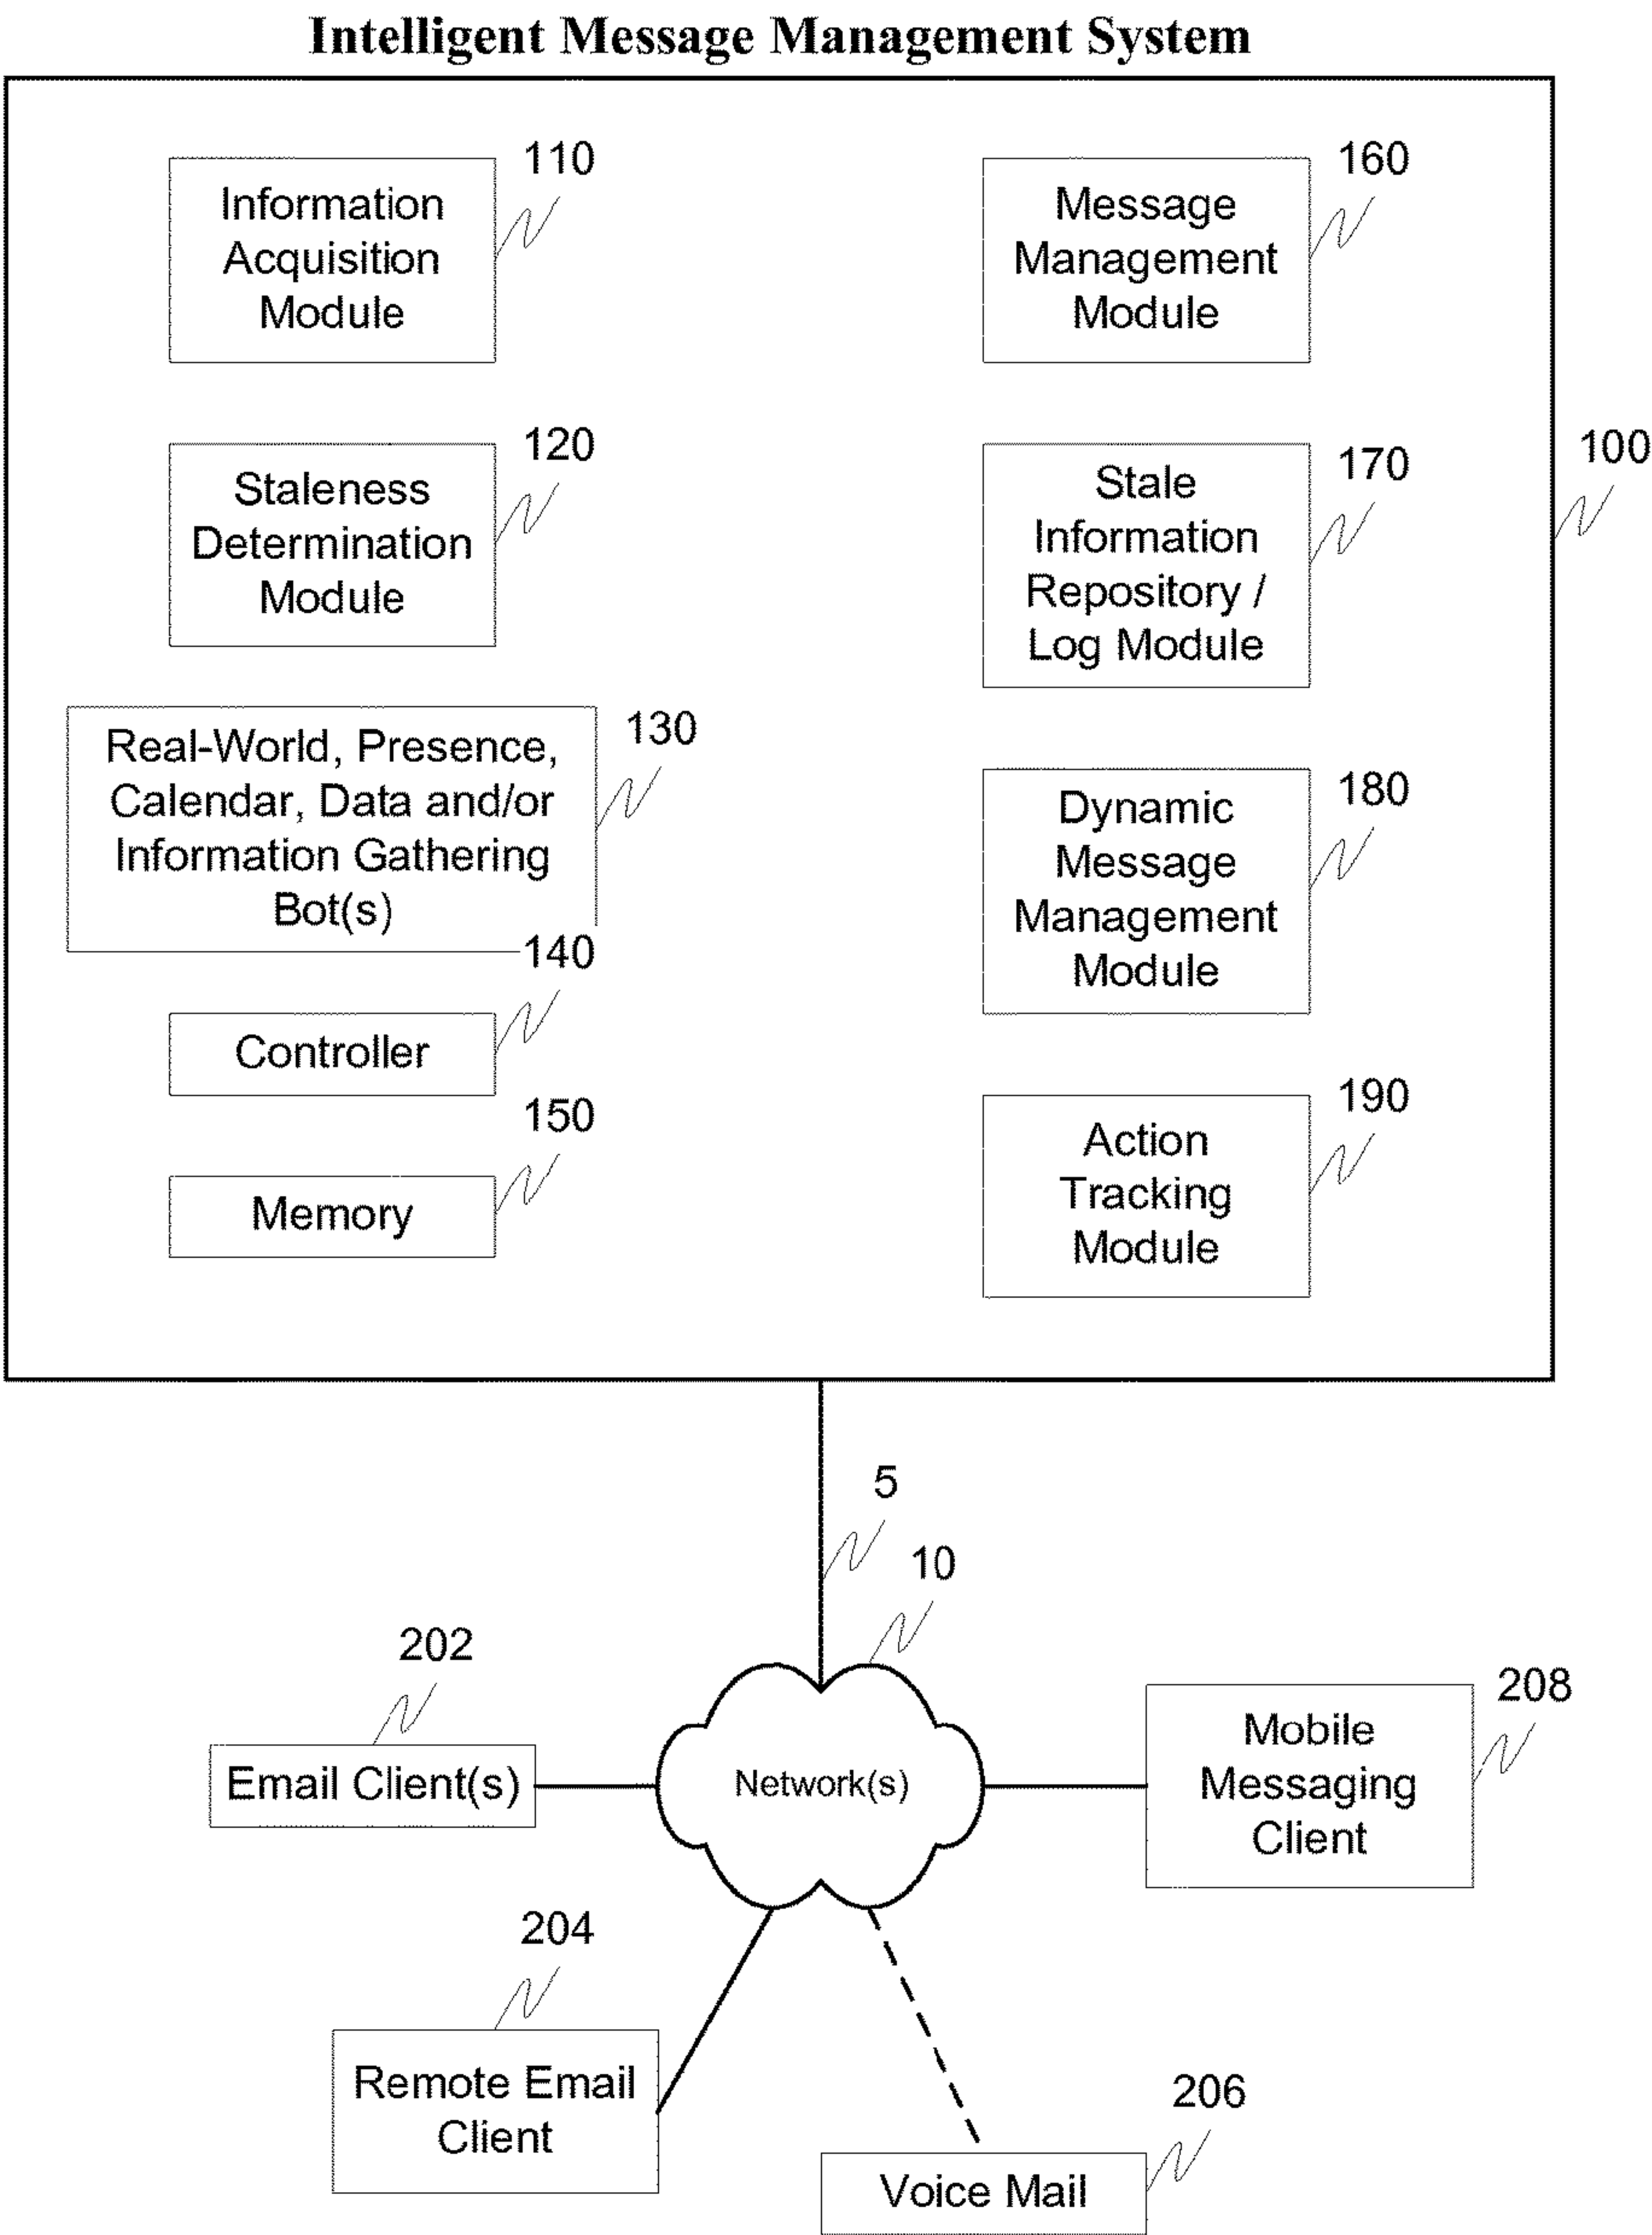 Intelligent Message Management System
110
Information
Acquisition
Module
160
Message
Management
Module
100
120
Staleness
Determination
Module
170
Stale
Information
Repository /
Log Module
130
Real-World, Presence,
Calendar, Data and/or
Information Gathering
Bot(s)
180
Dynamic
Message
Management
Module
140
Controller
150
Memory
190
Action
Tracking
Module
5
10
202
Email Client(s)
Network(s)
208
Mobile
Messaging
Client
204
Remote Email
Client
206
Voice Mail